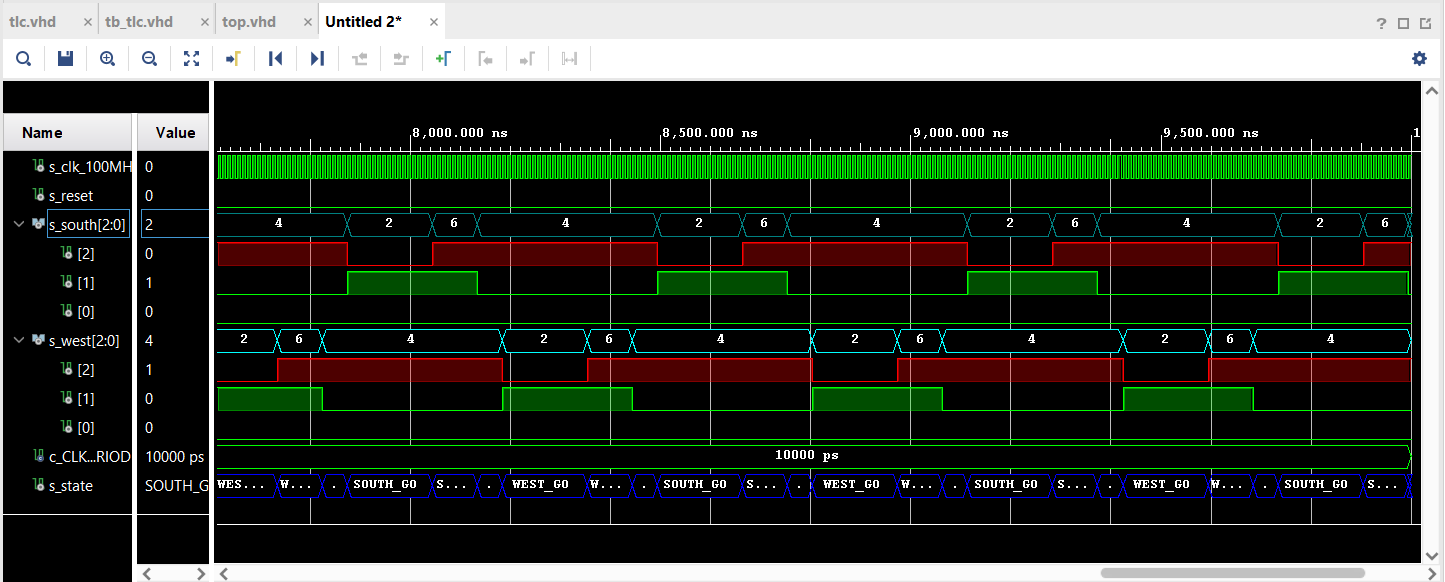 tlc.vhd × tb_tlc.vhd × top.vhd × Untitled 2* ×
Name Value 8,000.000 ns 8,500.000 ns 9,000.000 ns 9,500.000 ns 1
s_clk_100MH 0
s_reset 0
s_south[2:0] 2 4 2 6 4 2 6 4 2 6 4 2 6
[2] 0
[1] 1
[0] 0
s_west[2:0] 4 2 6 4 2 6 4 2 6 4 2 6 4
[2] 1
[1] 0
[0] 0
c_CLK...RIOD 10000 ps 10000 ps
s_state SOUTH_G WES... W... . SOUTH_GO S... . WEST_GO W... . SOUTH_GO S... . WEST_GO W... . SOUTH_GO S... . WEST_GO W... . SOUTH_GO S...